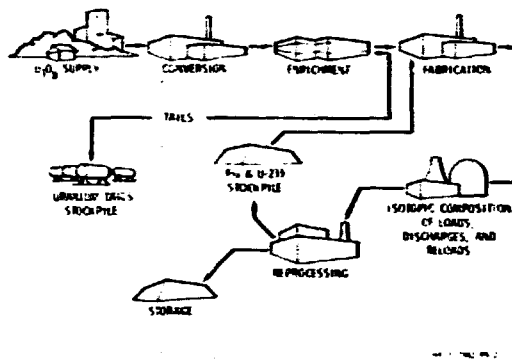 U3O8 SUPPLY
CONVERSION
ENRICHMENT
FABRICATION
TAILS
URANIUM TAILS
STOCKPILE
Pu & U-233
STOCKPILE
ISOTOPIC COMPOSITION
OF LOADS,
DISCHARGES, AND
RELOADS
REPROCESSING
STORAGE